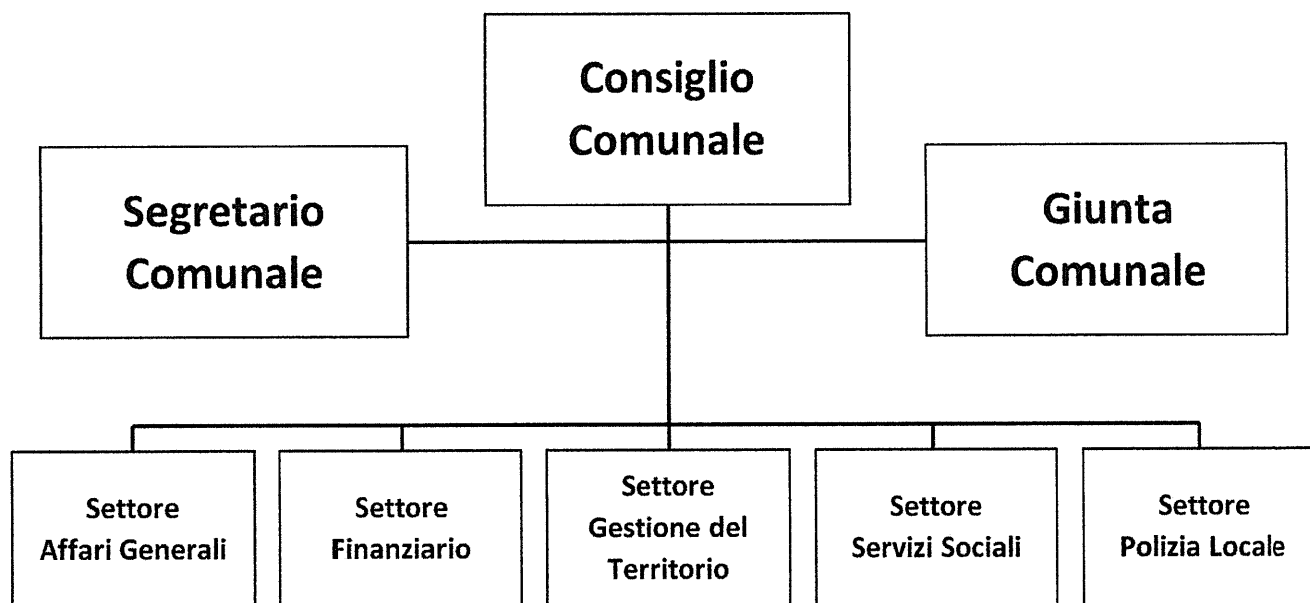 Consiglio
Comunale
Segretario
Comunale
Giunta
Comunale
Settore
Affari Generali
Settore
Finanziario
Settore
Gestione del
Territorio
Settore
Servizi Sociali
Settore
Polizia Locale